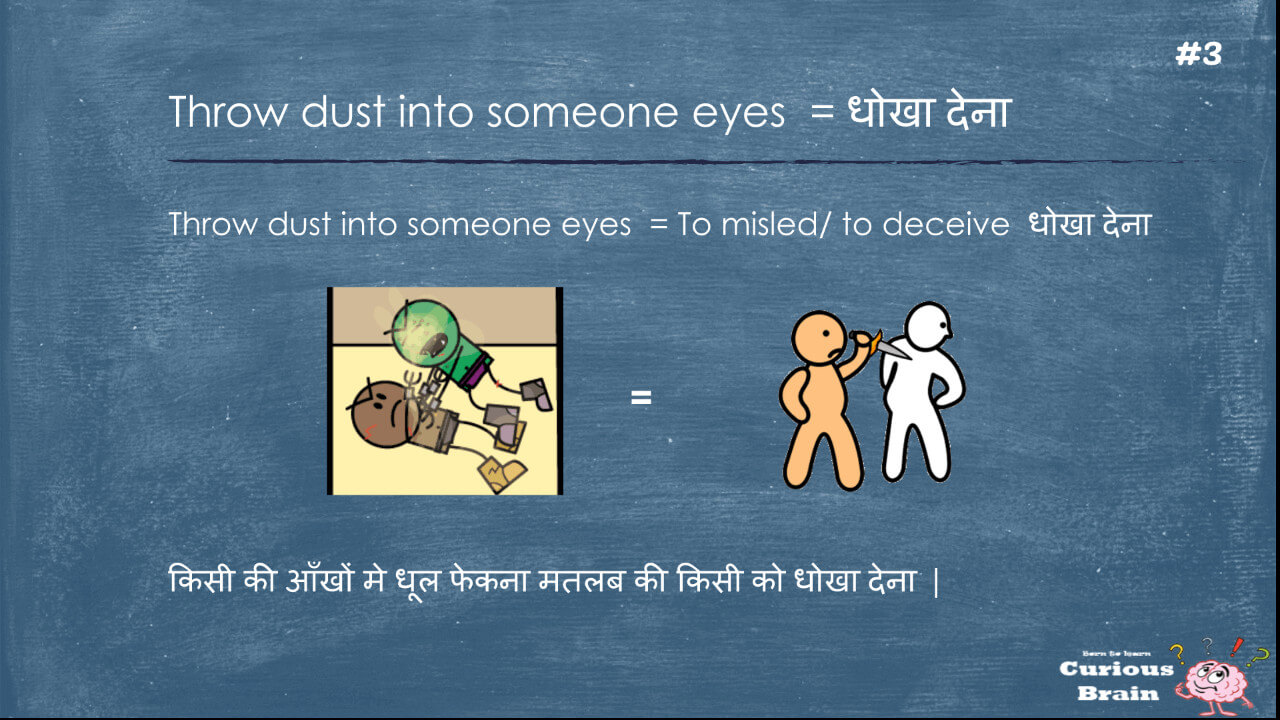 #3
Throw dust into someone eyes = धोखा देना
Throw dust into someone eyes = To misled/ to deceive धोखा देना
=
किसी की आँखों मे धूल फेकना मतलब की किसी को धोखा देना |
Born to learn
Curious
Brain